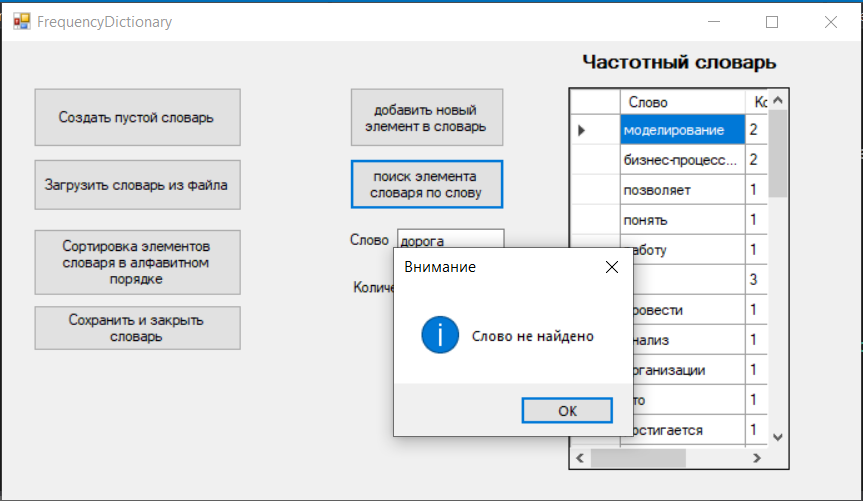 FrequencyDictionary
Частотный словарь
Создать пустой словарь
Загрузить словарь из файла
Сортировка элементов
словаря в алфавитном
порядке
Сохранить и закрыть
словарь
добавить новый
элемент в словарь
поиск элемента
словаря по слову
Слово дорога
Количе
Внимание
Слово не найдено
OK
Слово Ко
моделирование 2
бизнес-процесс... 2
позволяет 1
понять 1
аботу 1
3
ровести 1
нализ 1
рганизации 1
то 1
остигается 1